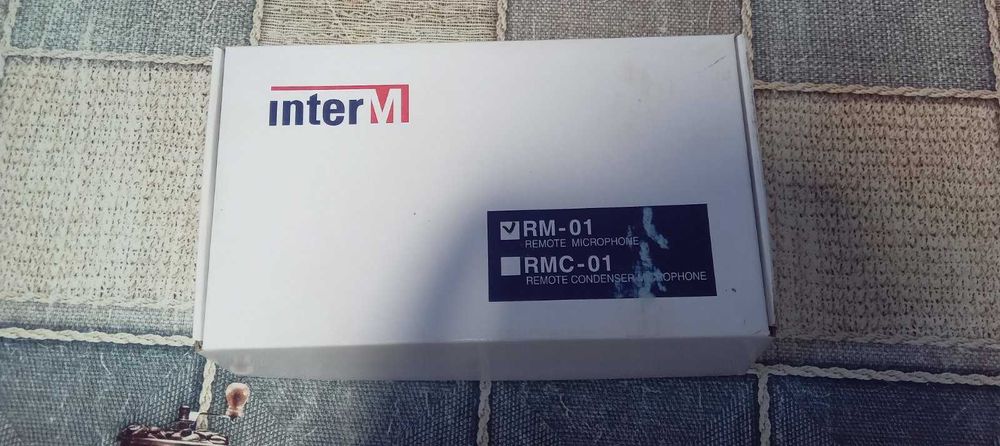 interM
RM-01
REMOTE MICROPHONE
RMC-01
REMOTE CONDENSER MICROPHONE